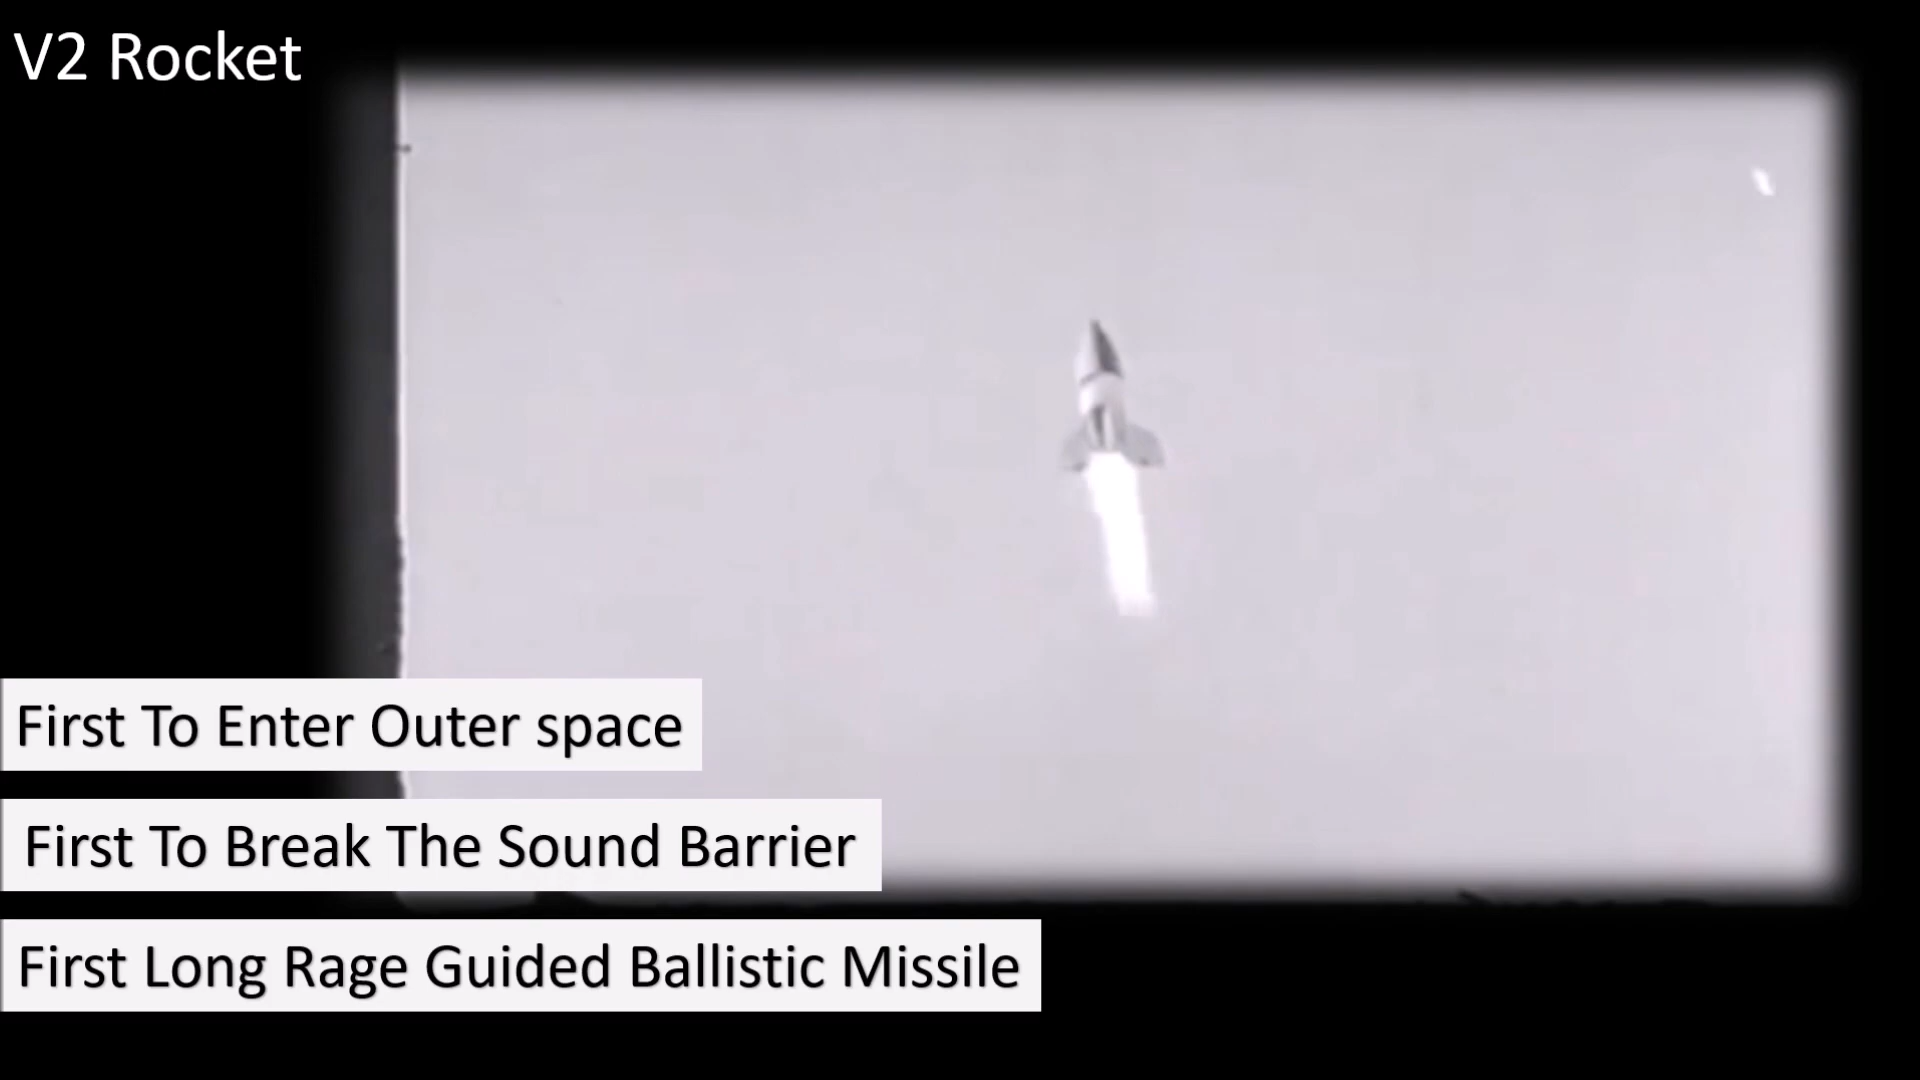 V2 Rocket
First To Enter Outer space
First To Break The Sound Barrier
First Long Rage Guided Ballistic Missile